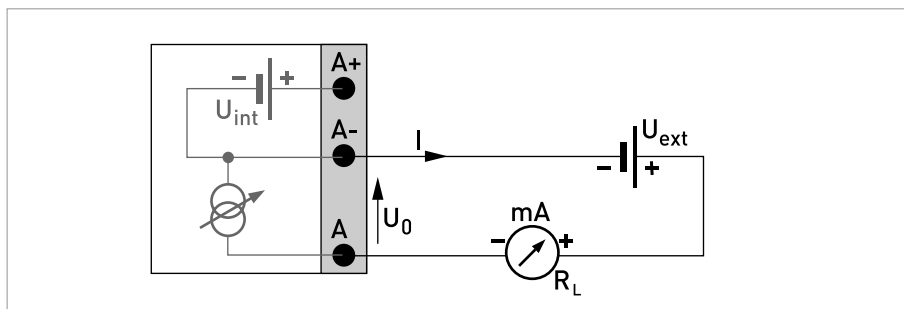 A+
- +
U_int
A-
I
U_ext
- +
U_0
mA
A
- +
R_L